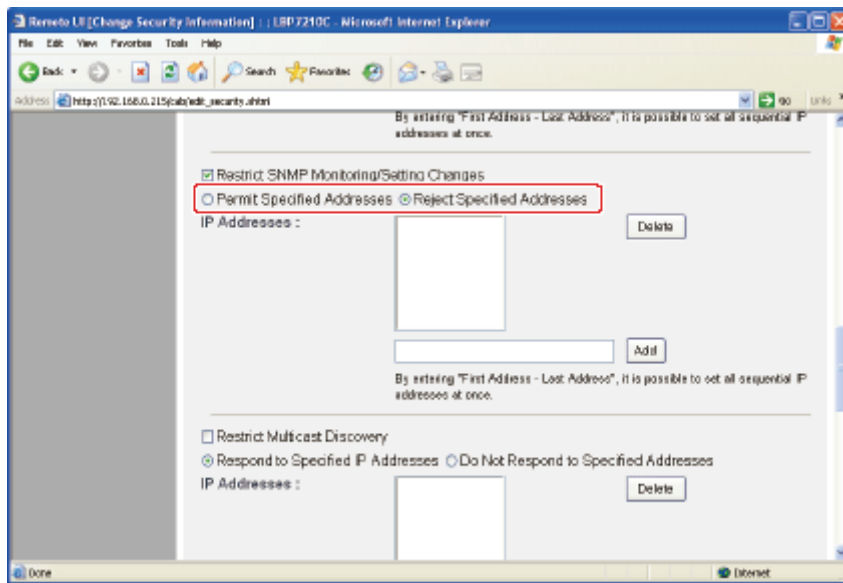 Remote UI [Change Security Information] : : LBP7210C - Microsoft Internet Explorer
File Edit View Favorites Tools Help
Back Search Favorites
Address http://192.168.0.215/cab/edit_security.shtml Go Links
By entering "First Address - Last Address", it is possible to set all sequential IP
addresses at once.
Restrict SNMP Monitoring/Setting Changes
Permit Specified Addresses Reject Specified Addresses
IP Addresses :
Delete
Add
By entering "First Address - Last Address", it is possible to set all sequential IP
addresses at once.
Restrict Multicast Discovery
Respond to Specified IP Addresses Do Not Respond to Specified Addresses
IP Addresses :
Delete
Done Internet